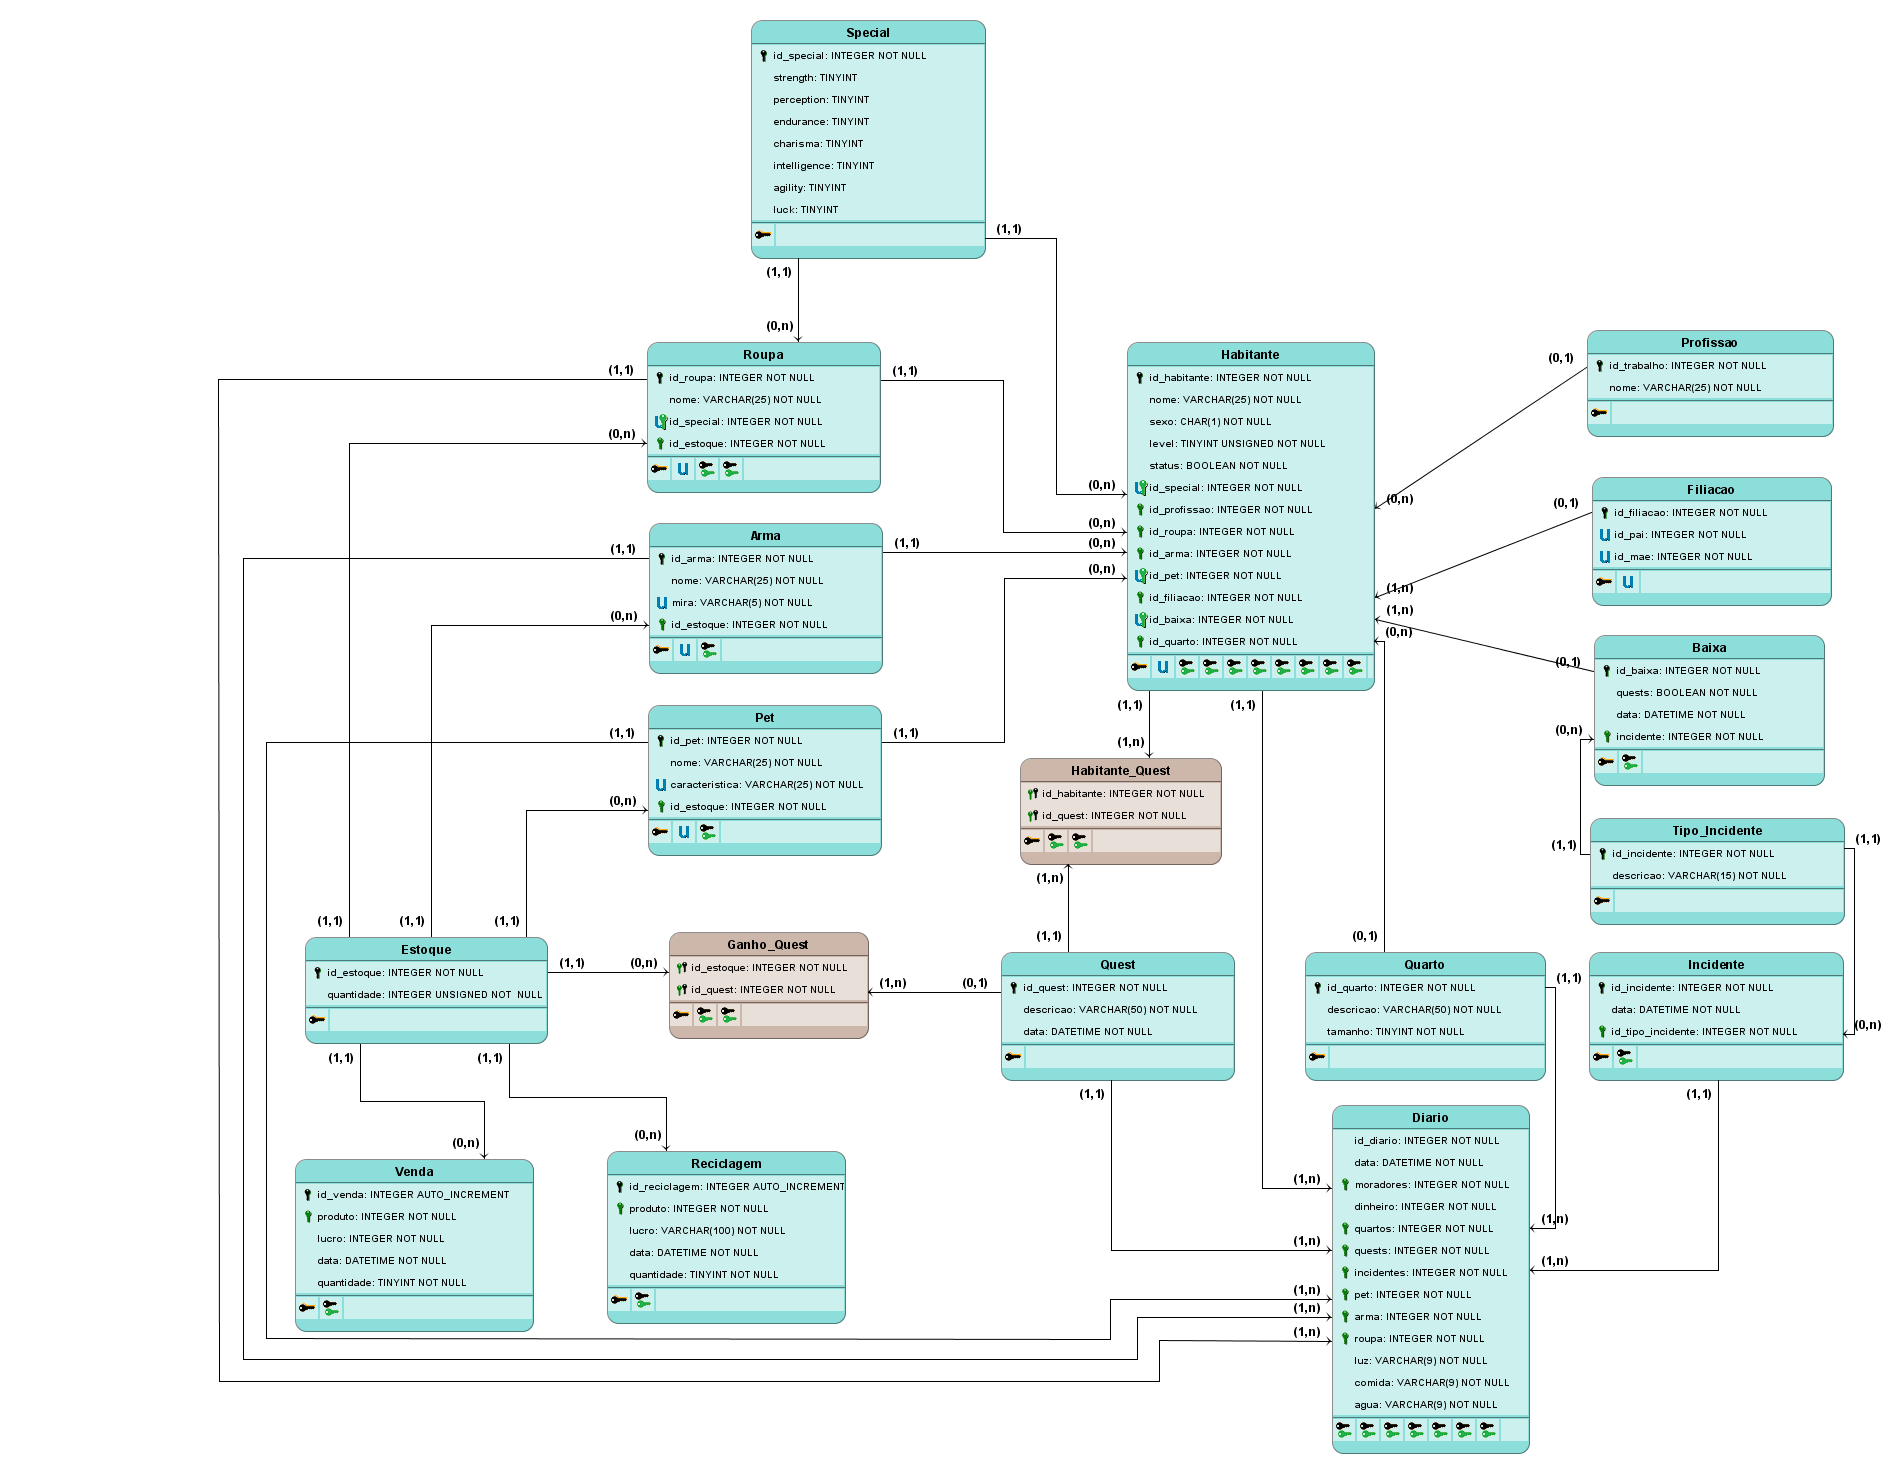 Special
id_special: INTEGER NOT NULL
strength: TINYINT
perception: TINYINT
endurance: TINYINT
charisma: TINYINT
intelligence: TINYINT
agility: TINYINT
luck: TINYINT
(1,1)
(1,1)
(0,n)
Roupa
id_roupa: INTEGER NOT NULL
nome: VARCHAR(25) NOT NULL
id_special: INTEGER NOT NULL
id_estoque: INTEGER NOT NULL
(1,1)
(1,1)
(0,n)
Arma
id_arma: INTEGER NOT NULL
nome: VARCHAR(25) NOT NULL
mira: VARCHAR(5) NOT NULL
id_estoque: INTEGER NOT NULL
(1,1)
(1,1)
(0,n)
Pet
id_pet: INTEGER NOT NULL
nome: VARCHAR(25) NOT NULL
caracteristica: VARCHAR(25) NOT NULL
id_estoque: INTEGER NOT NULL
(1,1)
(1,1)
(0,n)
Habitante
id_habitante: INTEGER NOT NULL
nome: VARCHAR(25) NOT NULL
sexo: CHAR(1) NOT NULL
level: TINYINT UNSIGNED NOT NULL
status: BOOLEAN NOT NULL
id_special: INTEGER NOT NULL
id_profissao: INTEGER NOT NULL
id_roupa: INTEGER NOT NULL
id_arma: INTEGER NOT NULL
id_pet: INTEGER NOT NULL
id_filiacao: INTEGER NOT NULL
id_baixa: INTEGER NOT NULL
id_quarto: INTEGER NOT NULL
(0,n)
(0,n)
(0,n)
(0,n)
(0,n)
(1,n)
(1,n)
(0,n)
(1,1)
(1,1)
Profissao
id_trabalho: INTEGER NOT NULL
nome: VARCHAR(25) NOT NULL
(0,1)
Filiacao
id_filiacao: INTEGER NOT NULL
id_pai: INTEGER NOT NULL
id_mae: INTEGER NOT NULL
(0,1)
Baixa
id_baixa: INTEGER NOT NULL
quests: BOOLEAN NOT NULL
data: DATETIME NOT NULL
incidente: INTEGER NOT NULL
(0,1)
(0,n)
Tipo_Incidente
id_incidente: INTEGER NOT NULL
descricao: VARCHAR(15) NOT NULL
(1,1)
(1,1)
(1,n)
Habitante_Quest
id_habitante: INTEGER NOT NULL
id_quest: INTEGER NOT NULL
(1,n)
(1,1)
(1,1)
(1,1)
(1,1)
Estoque
id_estoque: INTEGER NOT NULL
quantidade: INTEGER UNSIGNED NOT  NULL
(1,1)
(0,n)
(1,1)
(1,1)
Ganho_Quest
id_estoque: INTEGER NOT NULL
id_quest: INTEGER NOT NULL
(1,n)
(0,1)
(1,1)
Quest
id_quest: INTEGER NOT NULL
descricao: VARCHAR(50) NOT NULL
data: DATETIME NOT NULL
(1,1)
(0,1)
Quarto
id_quarto: INTEGER NOT NULL
descricao: VARCHAR(50) NOT NULL
tamanho: TINYINT NOT NULL
(1,1)
Incidente
id_incidente: INTEGER NOT NULL
data: DATETIME NOT NULL
id_tipo_incidente: INTEGER NOT NULL
(0,n)
(1,1)
(0,n)
Venda
id_venda: INTEGER AUTO_INCREMENT
produto: INTEGER NOT NULL
lucro: INTEGER NOT NULL
data: DATETIME NOT NULL
quantidade: TINYINT NOT NULL
(0,n)
Reciclagem
id_reciclagem: INTEGER AUTO_INCREMENT
produto: INTEGER NOT NULL
lucro: VARCHAR(100) NOT NULL
data: DATETIME NOT NULL
quantidade: TINYINT NOT NULL
Diario
id_diario: INTEGER NOT NULL
data: DATETIME NOT NULL
moradores: INTEGER NOT NULL
dinheiro: INTEGER NOT NULL
quartos: INTEGER NOT NULL
quests: INTEGER NOT NULL
incidentes: INTEGER NOT NULL
pet: INTEGER NOT NULL
arma: INTEGER NOT NULL
roupa: INTEGER NOT NULL
luz: VARCHAR(9) NOT NULL
comida: VARCHAR(9) NOT NULL
agua: VARCHAR(9) NOT NULL
(1,n)
(1,n)
(1,n)
(1,n)
(1,n)
(1,n)
(1,n)